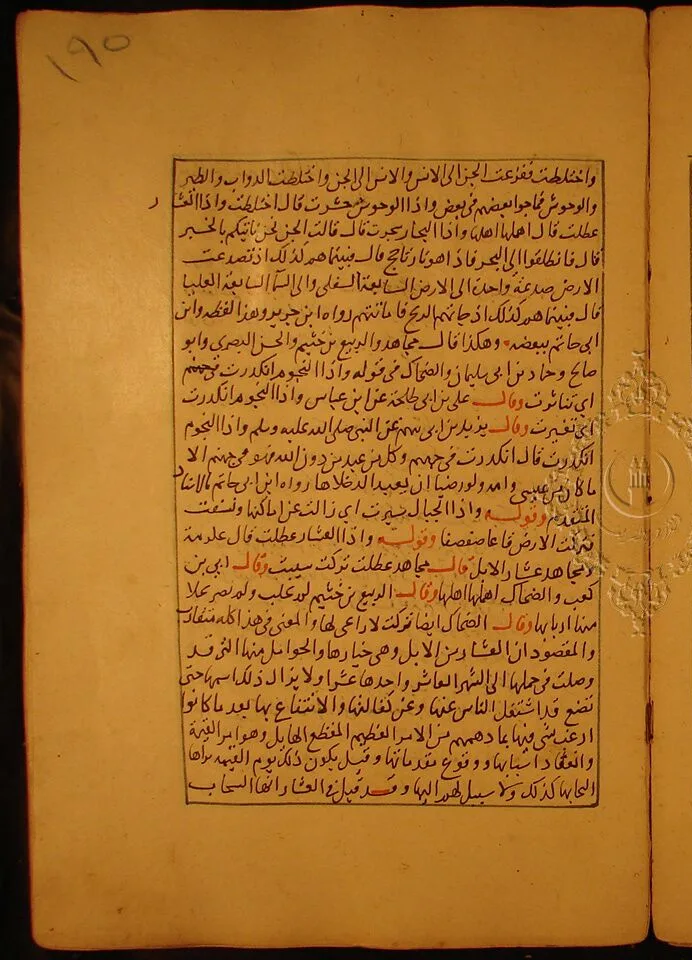 ١٩٥
واختلطت ففزعت الجن الى الانس والانس الى الجن واختلطت الدواب والطير
والوحوش فماجوا بعضهم في بعض واذا الوحوش حشرت قال اختلطت واذا العشار
عطلت قال اهملها اهلها واذا البحار سجرت قال قالت الجن نحن ناتيكم بالخبر
قال فانطلقوا الى البحر فاذا هو نار تاجج قال فبينما هم كذلك اذ تصدعت
الارض صدعة واحدة الى الارض السابعة السفلى والى السما السابعة العليا
قال فبينما هم كذلك اذ جاتهم الريح فاماتتهم رواه ابن جرير وهذا لفظه وابن
ابي حاتم ببعضه وهكذا قال مجاهد والربيع بن خثيم والحسن البصري وابو
صالح وحماد بن ابي سليمان والضحاك في قوله واذا النجوم انكدرت
اي تناثرت وقال علي بن ابي طلحة عن ابن عباس واذا النجوم انكدرت
اي تغيرت وقال يزيد بن ابي مريم عن النبي صلى الله عليه وسلم واذا النجوم
انكدرت قال انكدرت في جهنم وكل من عبد من دون الله فهو في جهنم الا
ما كان من عيسى وامه ولو رضيا ان يعبدا لدخلاها رواه ابن ابي حاتم بالاسناد
المتقدم وقوله واذا الجبال سيرت اي زالت عن اماكنها ونسفت
فتركت الارض قاعا صفصفا وقوله واذا العشار عطلت قال عكرمة
ومجاهد عشار الابل قال مجاهد عطلت تركت سيبت وقال ابي بن
كعب والضحاك اهملها اهلها وقال الربيع بن خثيم لم تحلب ولم تصر تخلا
منها اربابها وقال الضحاك ايضا تركت لا راعي لها والمعنى في هذا كله متقارب
والمقصود ان العشار من الابل وهي خيارها والحوامل منها التي قد
وصلت في حملها الى الشهر العاشر واحدها عشرا ولا يزال ذلك اسمها حتى
تضع قد اشتغل الناس عنها وعن كفالتها والانتفاع بها بعد ما كانوا
ارغب شي فيها بما دهمهم من الامر العظيم المفظع الهايل وهو امر القيمة
وانعقاد اسبابها ووقوع مقدماتها وقيل يكون ذلك يوم القيمة يراها
اصحابها كذلك ولا سبيل لهم اليها وقد قيل في العشار انها السحاب